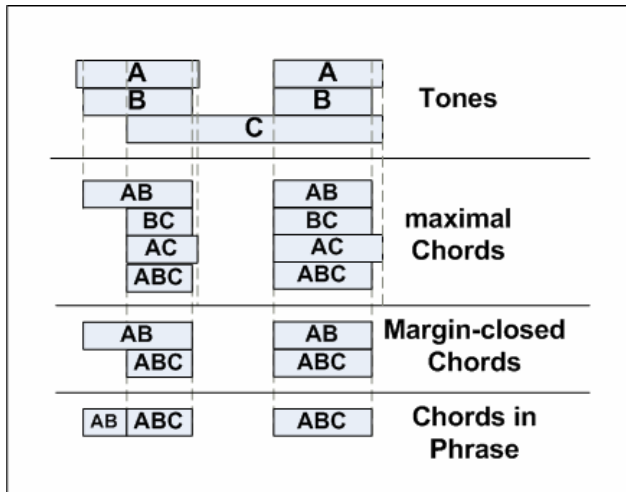 A A
B B Tones
C
AB AB
BC BC maximal
AC AC Chords
ABC ABC
AB AB Margin-closed
ABC ABC Chords
AB ABC ABC Chords in
Phrase